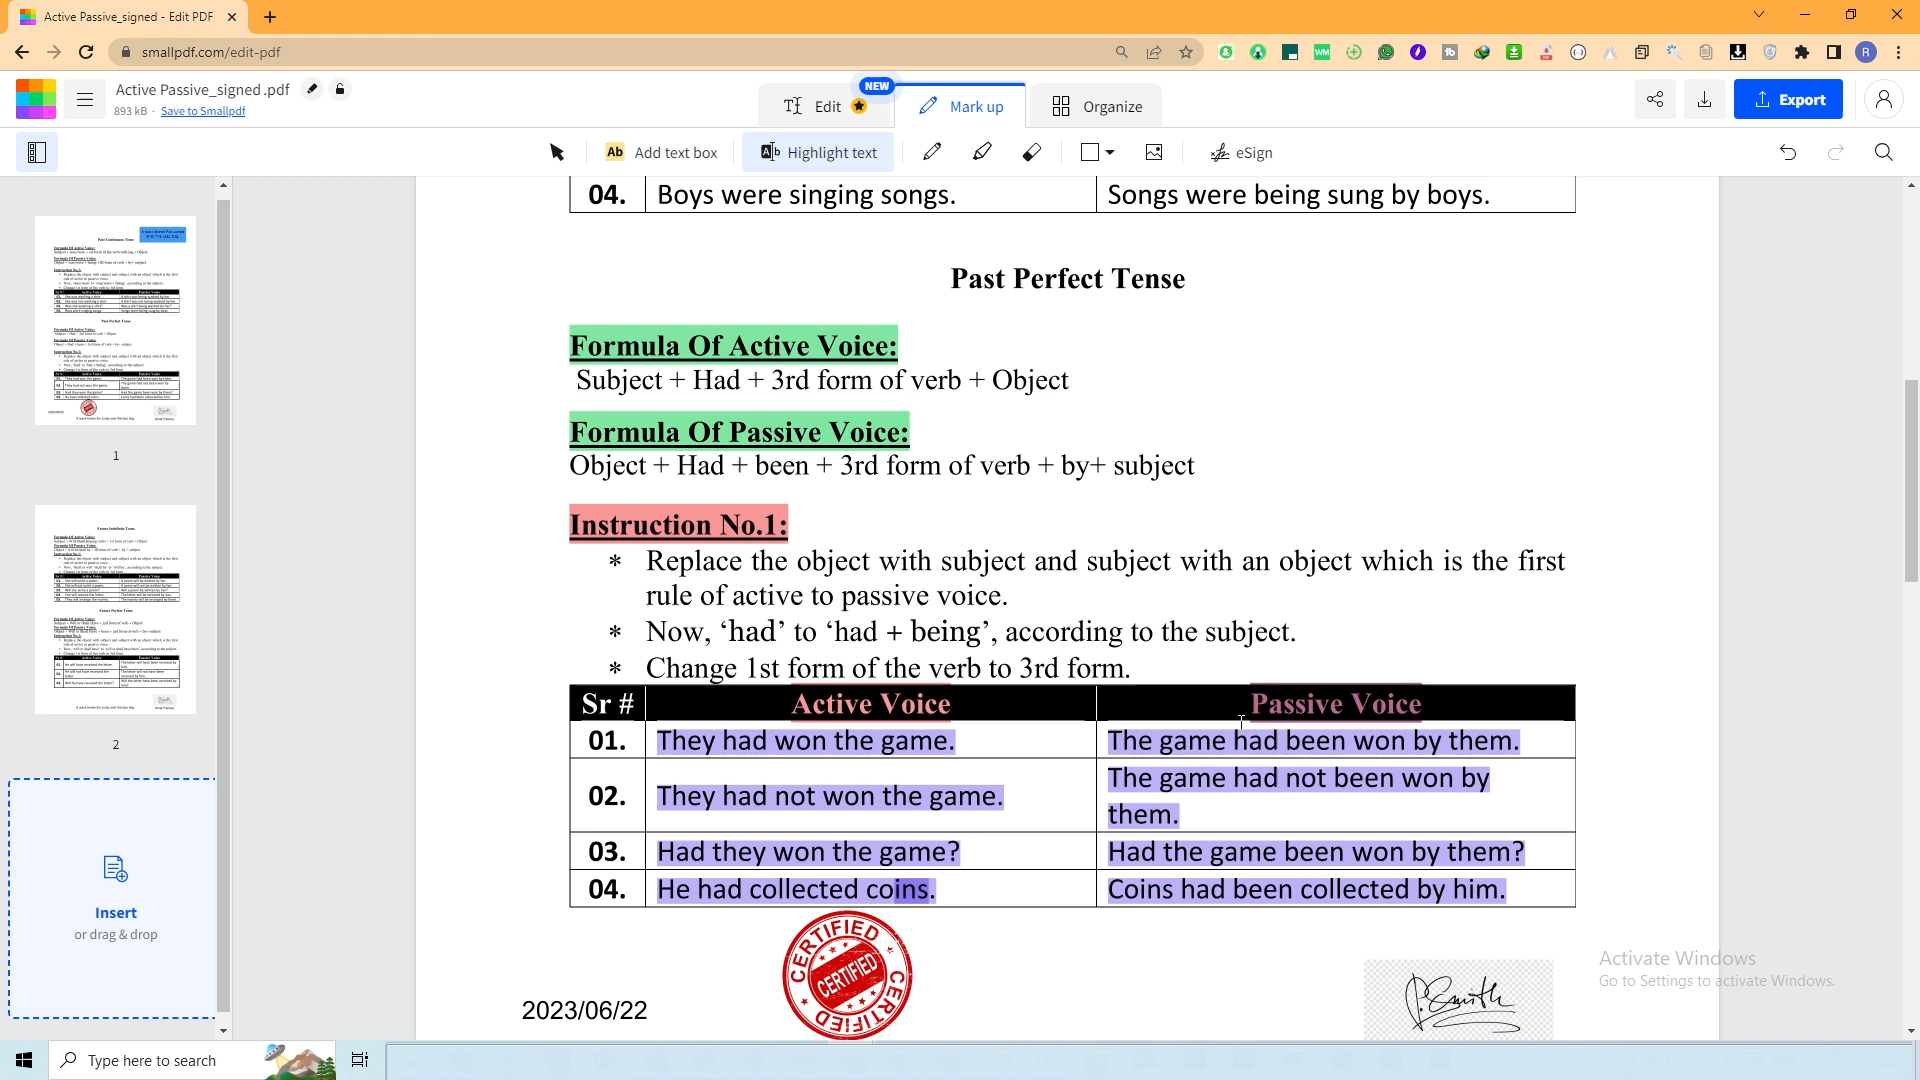 Active Passive_signed - Edit PDF
smallpdf.com/edit-pdf
Active Passive_signed .pdf
893 kB · Save to Smallpdf
Edit
NEW
Mark up
Organize
Export
Ab Add text box
Highlight text
eSign
04. Boys were singing songs. Songs were being sung by boys.
Past Perfect Tense
Formula Of Active Voice:
Subject + Had + 3rd form of verb + Object
Formula Of Passive Voice:
Object + Had + been + 3rd form of verb + by+ subject
Instruction No.1:
* Replace the object with subject and subject with an object which is the first
rule of active to passive voice.
* Now, ‘had’ to ‘had + being’, according to the subject.
* Change 1st form of the verb to 3rd form.
Sr # Active Voice Passive Voice
01. They had won the game. The game had been won by them.
02. They had not won the game. The game had not been won by
them.
03. Had they won the game? Had the game been won by them?
04. He had collected coins. Coins had been collected by him.
CERTIFIED
CERTIFIED
CERTIFIED
2023/06/22
1
2
Insert
or drag & drop
Activate Windows
Go to Settings to activate Windows.
Type here to search